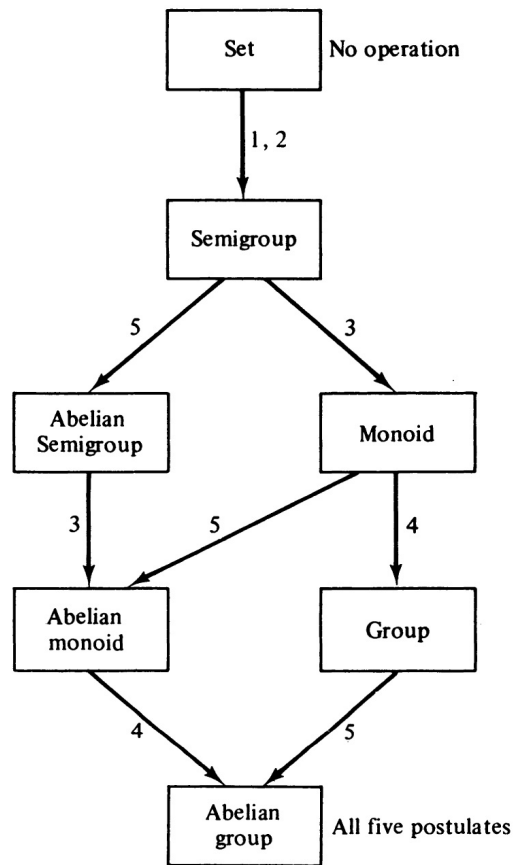 Set
No operation
1, 2
Semigroup
5
3
Abelian
Semigroup
Monoid
3
5
4
Abelian
monoid
Group
4
5
Abelian
group
All five postulates